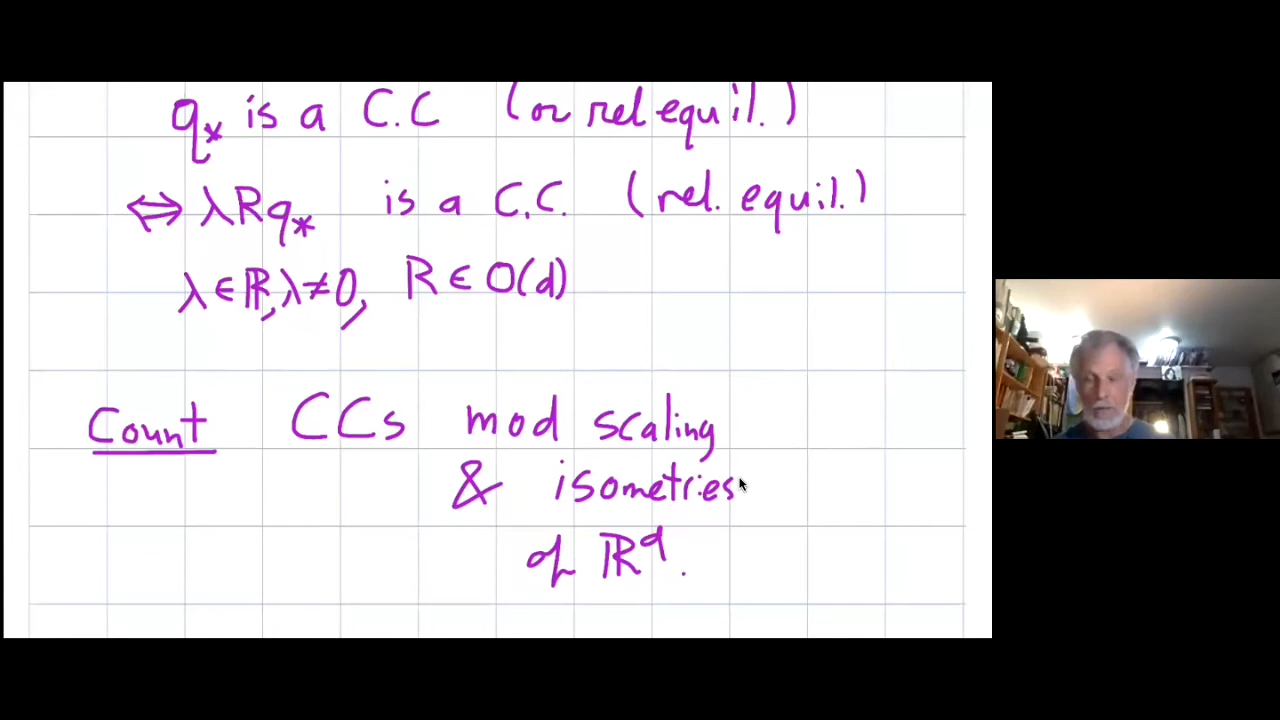 q* is a C.C (or rel equil.)
⇔ λRq* is a C.C. (rel. equil.)
λ∈ℝ, λ≠0, R∈O(d)
Count CCs mod scaling
& isometries
of ℝᵈ.